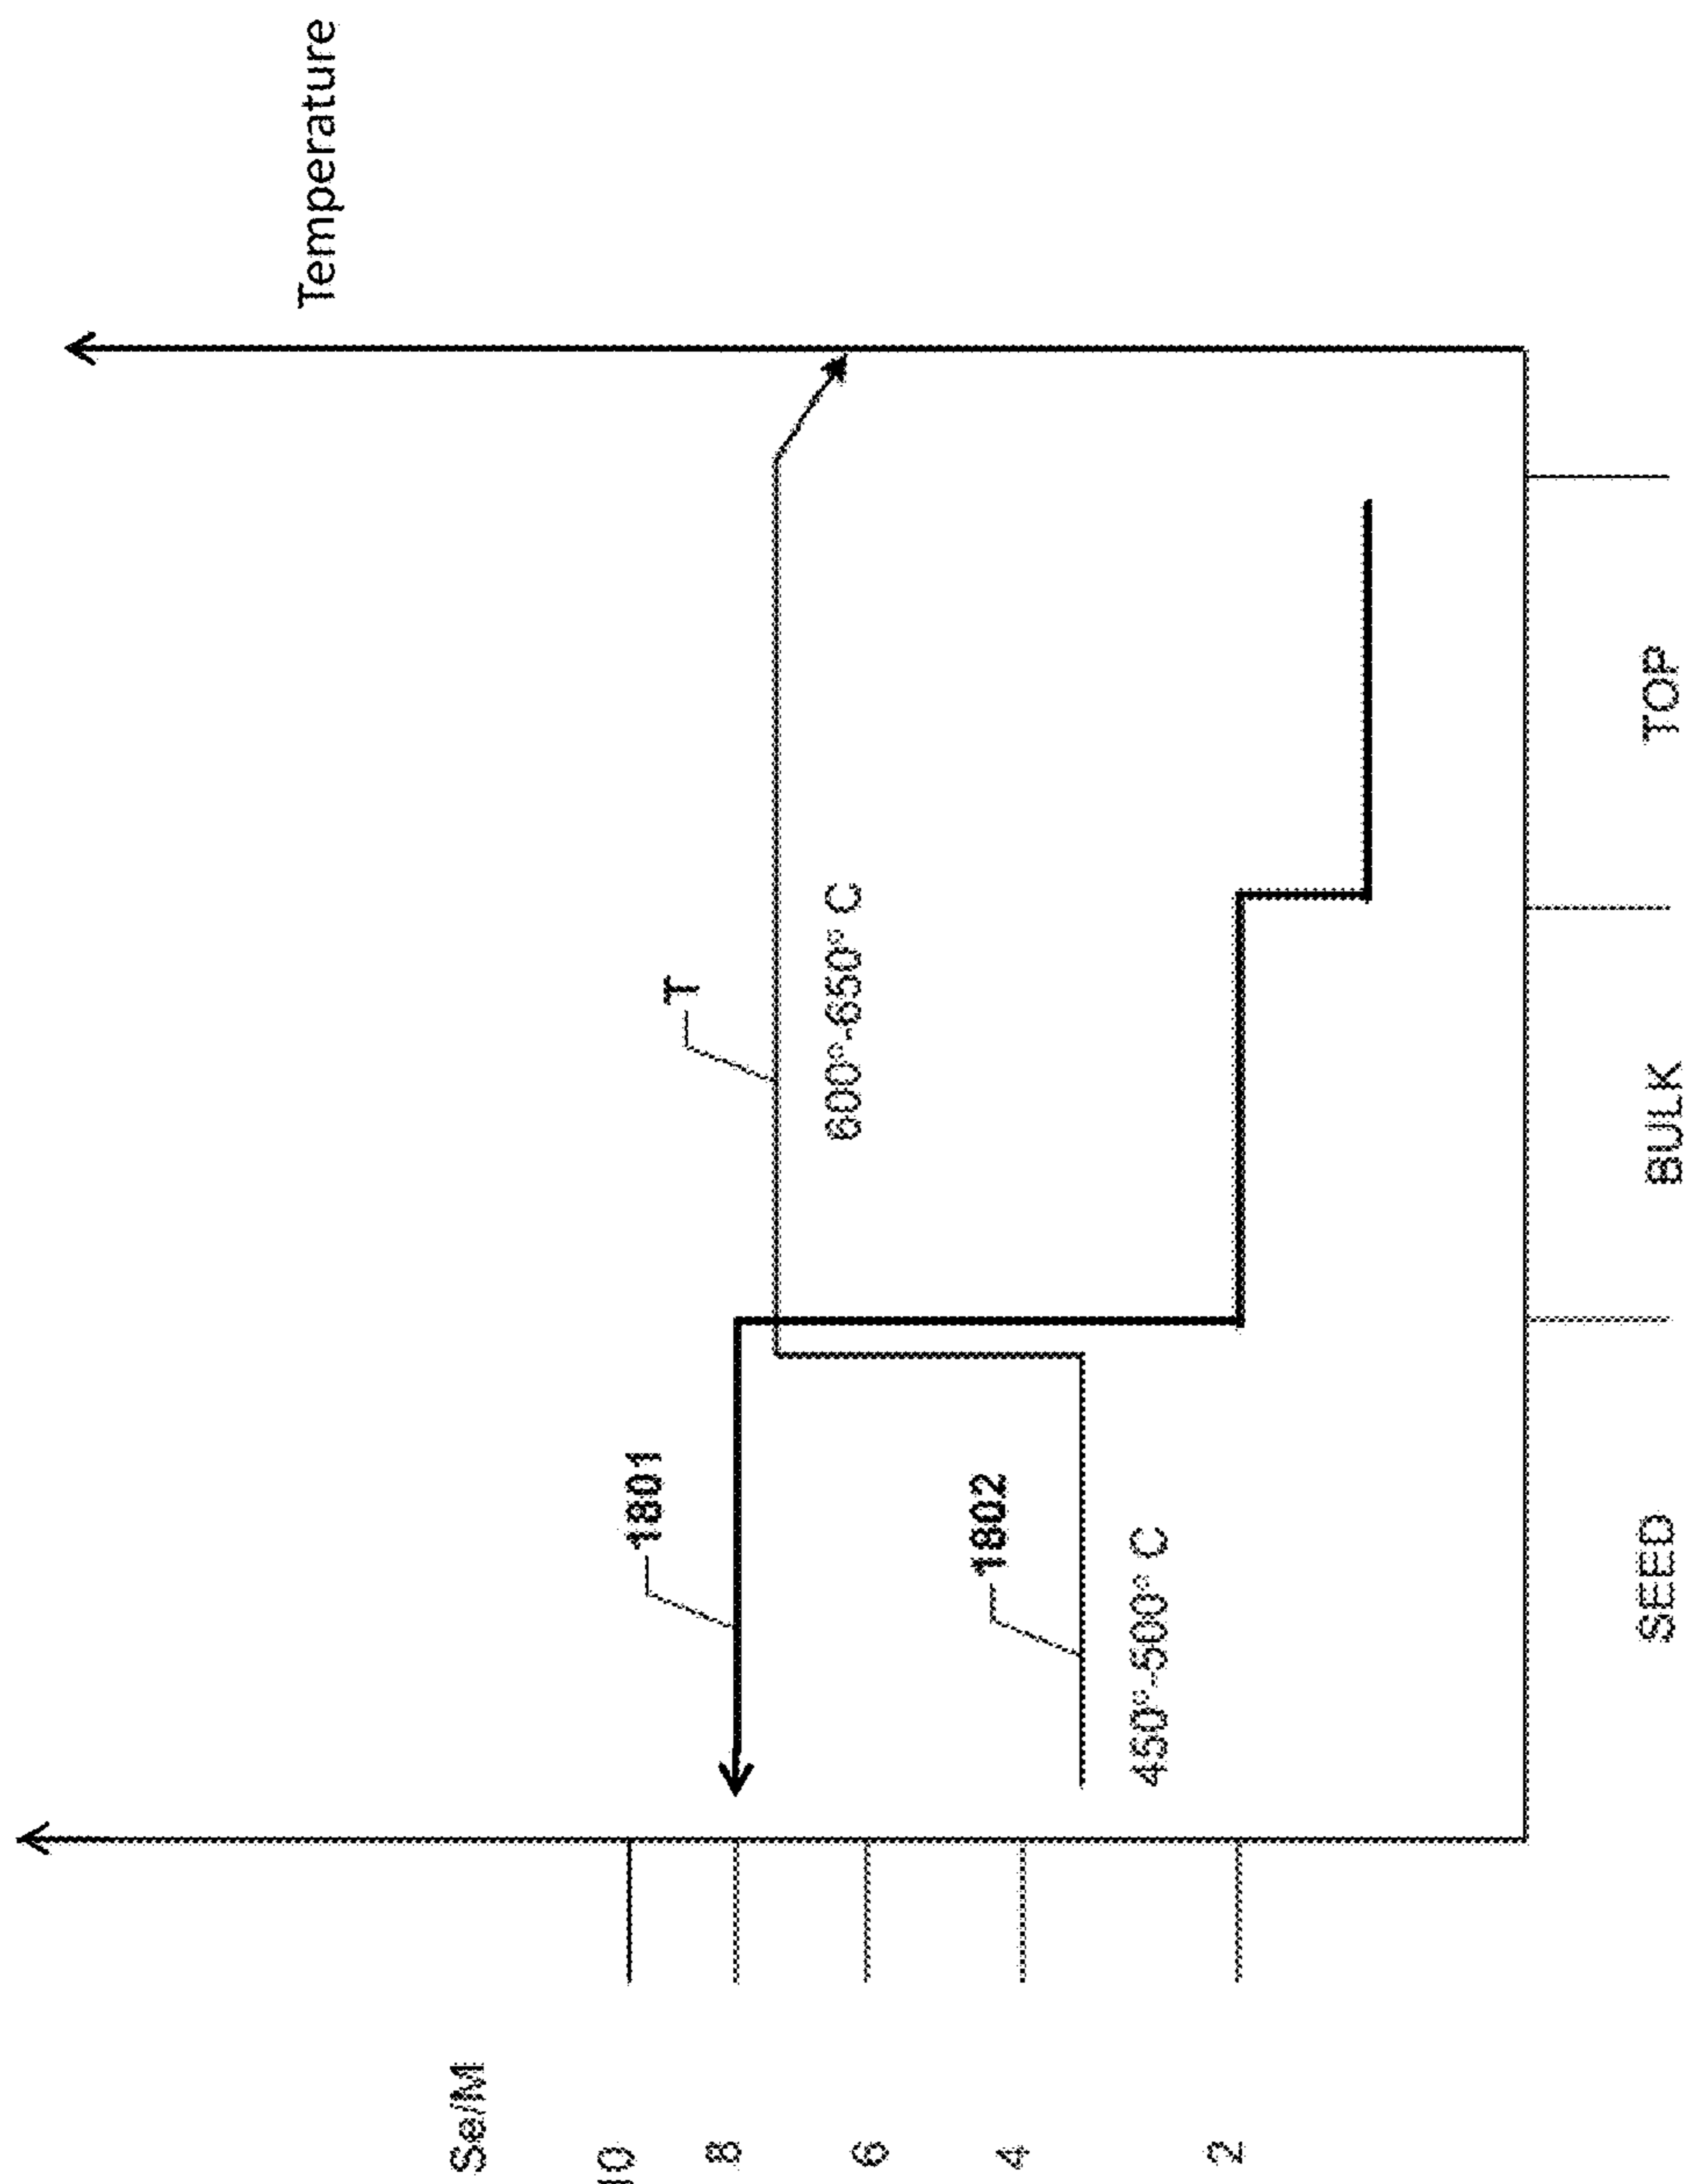 Se/M
Temperature
10
8
6
4
2
1801
T
600°-650° C
1802
450°-500° C
SEED
BULK
TOP